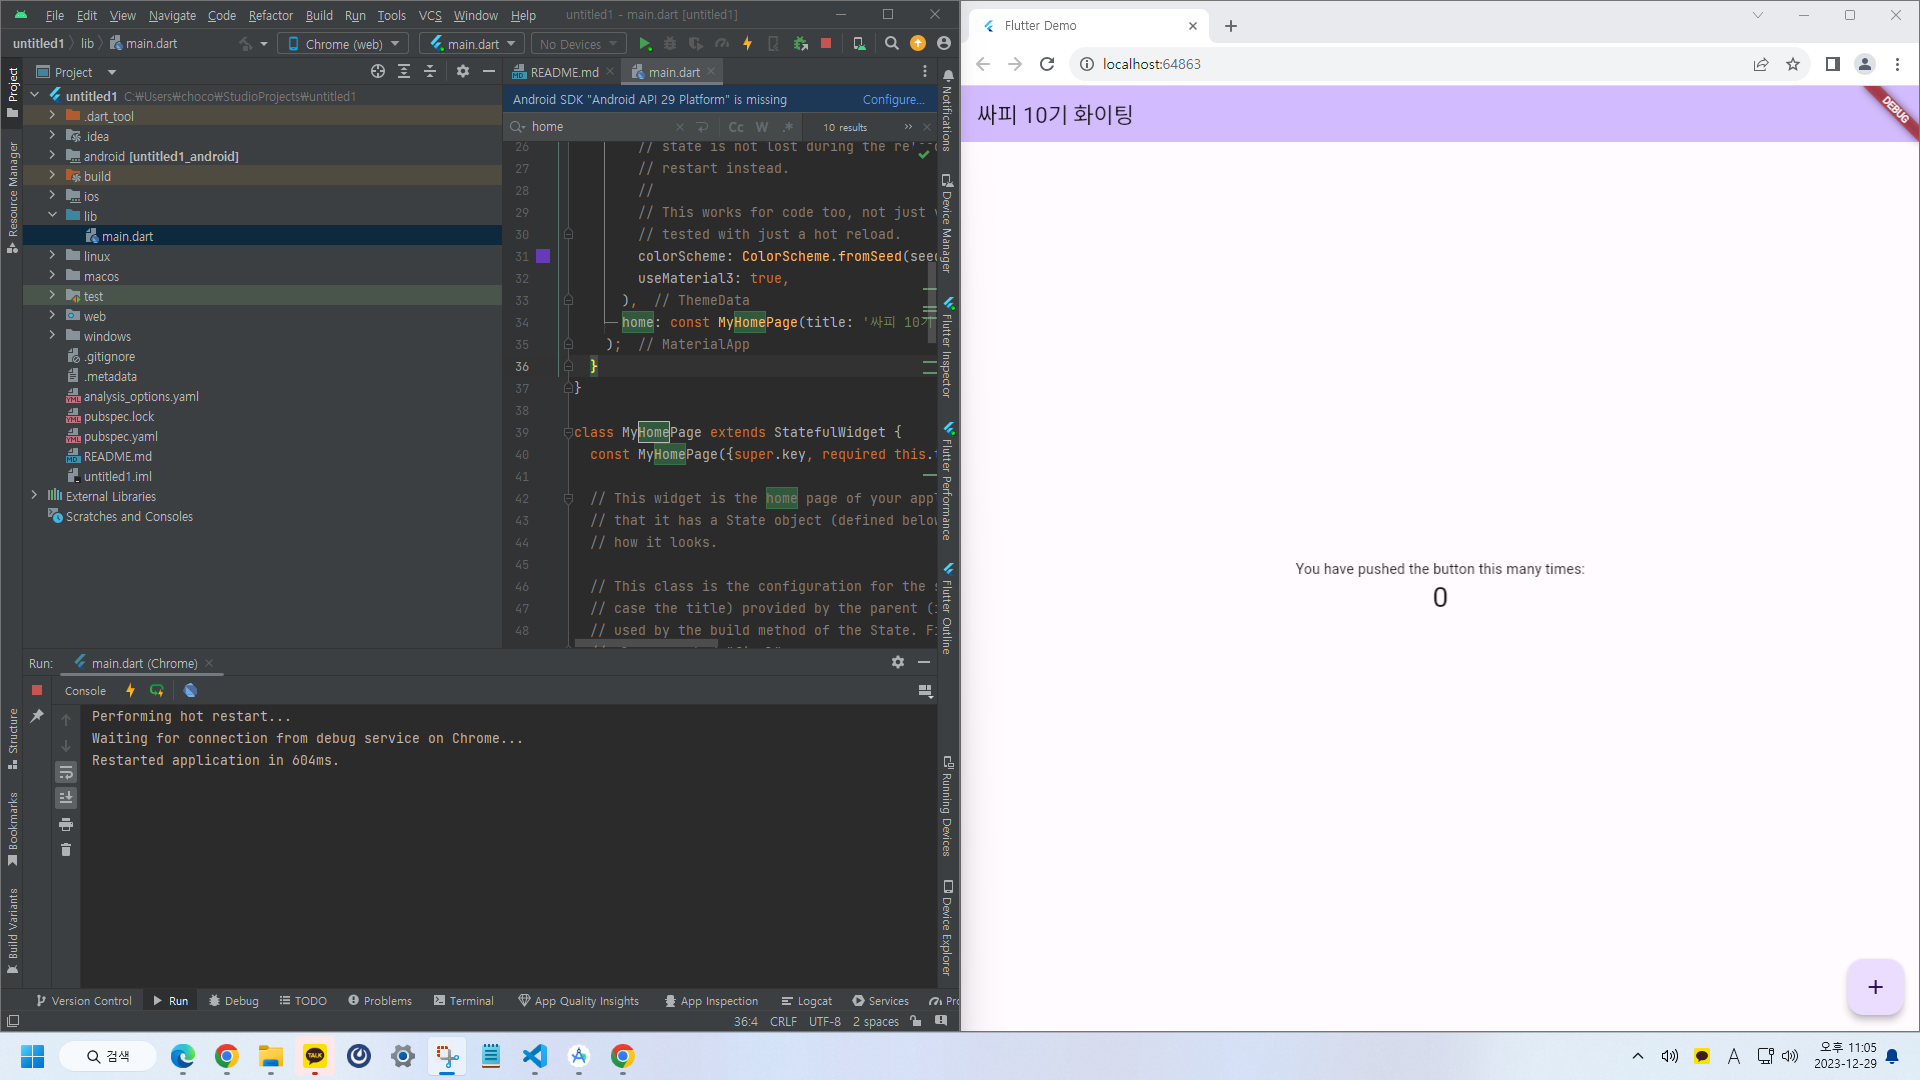 File Edit View Navigate Code Refactor Build Run Tools VCS Window Help untitled1 - main.dart [untitled1]
untitled1 lib main.dart Chrome (web) main.dart No Devices
Project
README.md
main.dart
untitled1 C:₩Users₩choco₩StudioProjects₩untitled1
.dart_tool
.idea
android [untitled1_android]
build
ios
lib
main.dart
linux
macos
test
web
windows
.gitignore
.metadata
analysis_options.yaml
pubspec.lock
pubspec.yaml
README.md
untitled1.iml
External Libraries
Scratches and Consoles
Android SDK "Android API 29 Platform" is missing Configure...
home Cc W .* 10 results
26 // state is not lost during the
27 // restart instead.
28 //
29 // This works for code too, not just
30 // tested with just a hot reload.
31 colorScheme: ColorScheme.fromSeed(
32 useMaterial3: true,
33 ), // ThemeData
34 home: const MyHomePage(title: '싸피 10기
35 ); // MaterialApp
36 }
37 }
38
39 class MyHomePage extends StatefulWidget {
40 const MyHomePage({super.key, required this.
41
42 // This widget is the home page of your
43 // that it has a State object (defined
44 // how it looks.
45
46 // This class is the configuration for the
47 // case the title) provided by the parent
48 // used by the build method of the State.
Project
Resource Manager
Structure
Bookmarks
Build Variants
Notifications
Device Manager
Flutter Inspector
Flutter Performance
Flutter Outline
Running Devices
Device Explorer
Run: main.dart (Chrome)
Console
Performing hot restart...
Waiting for connection from debug service on Chrome...
Restarted application in 604ms.
Version Control Run Debug TODO Problems Terminal App Quality Insights App Inspection Logcat Services
36:4 CRLF UTF-8 2 spaces
Flutter Demo
localhost:64863
싸피 10기 화이팅
DEBUG
You have pushed the button this many times:
0
+
검색
TALK
A
오후 11:05
2023-12-29